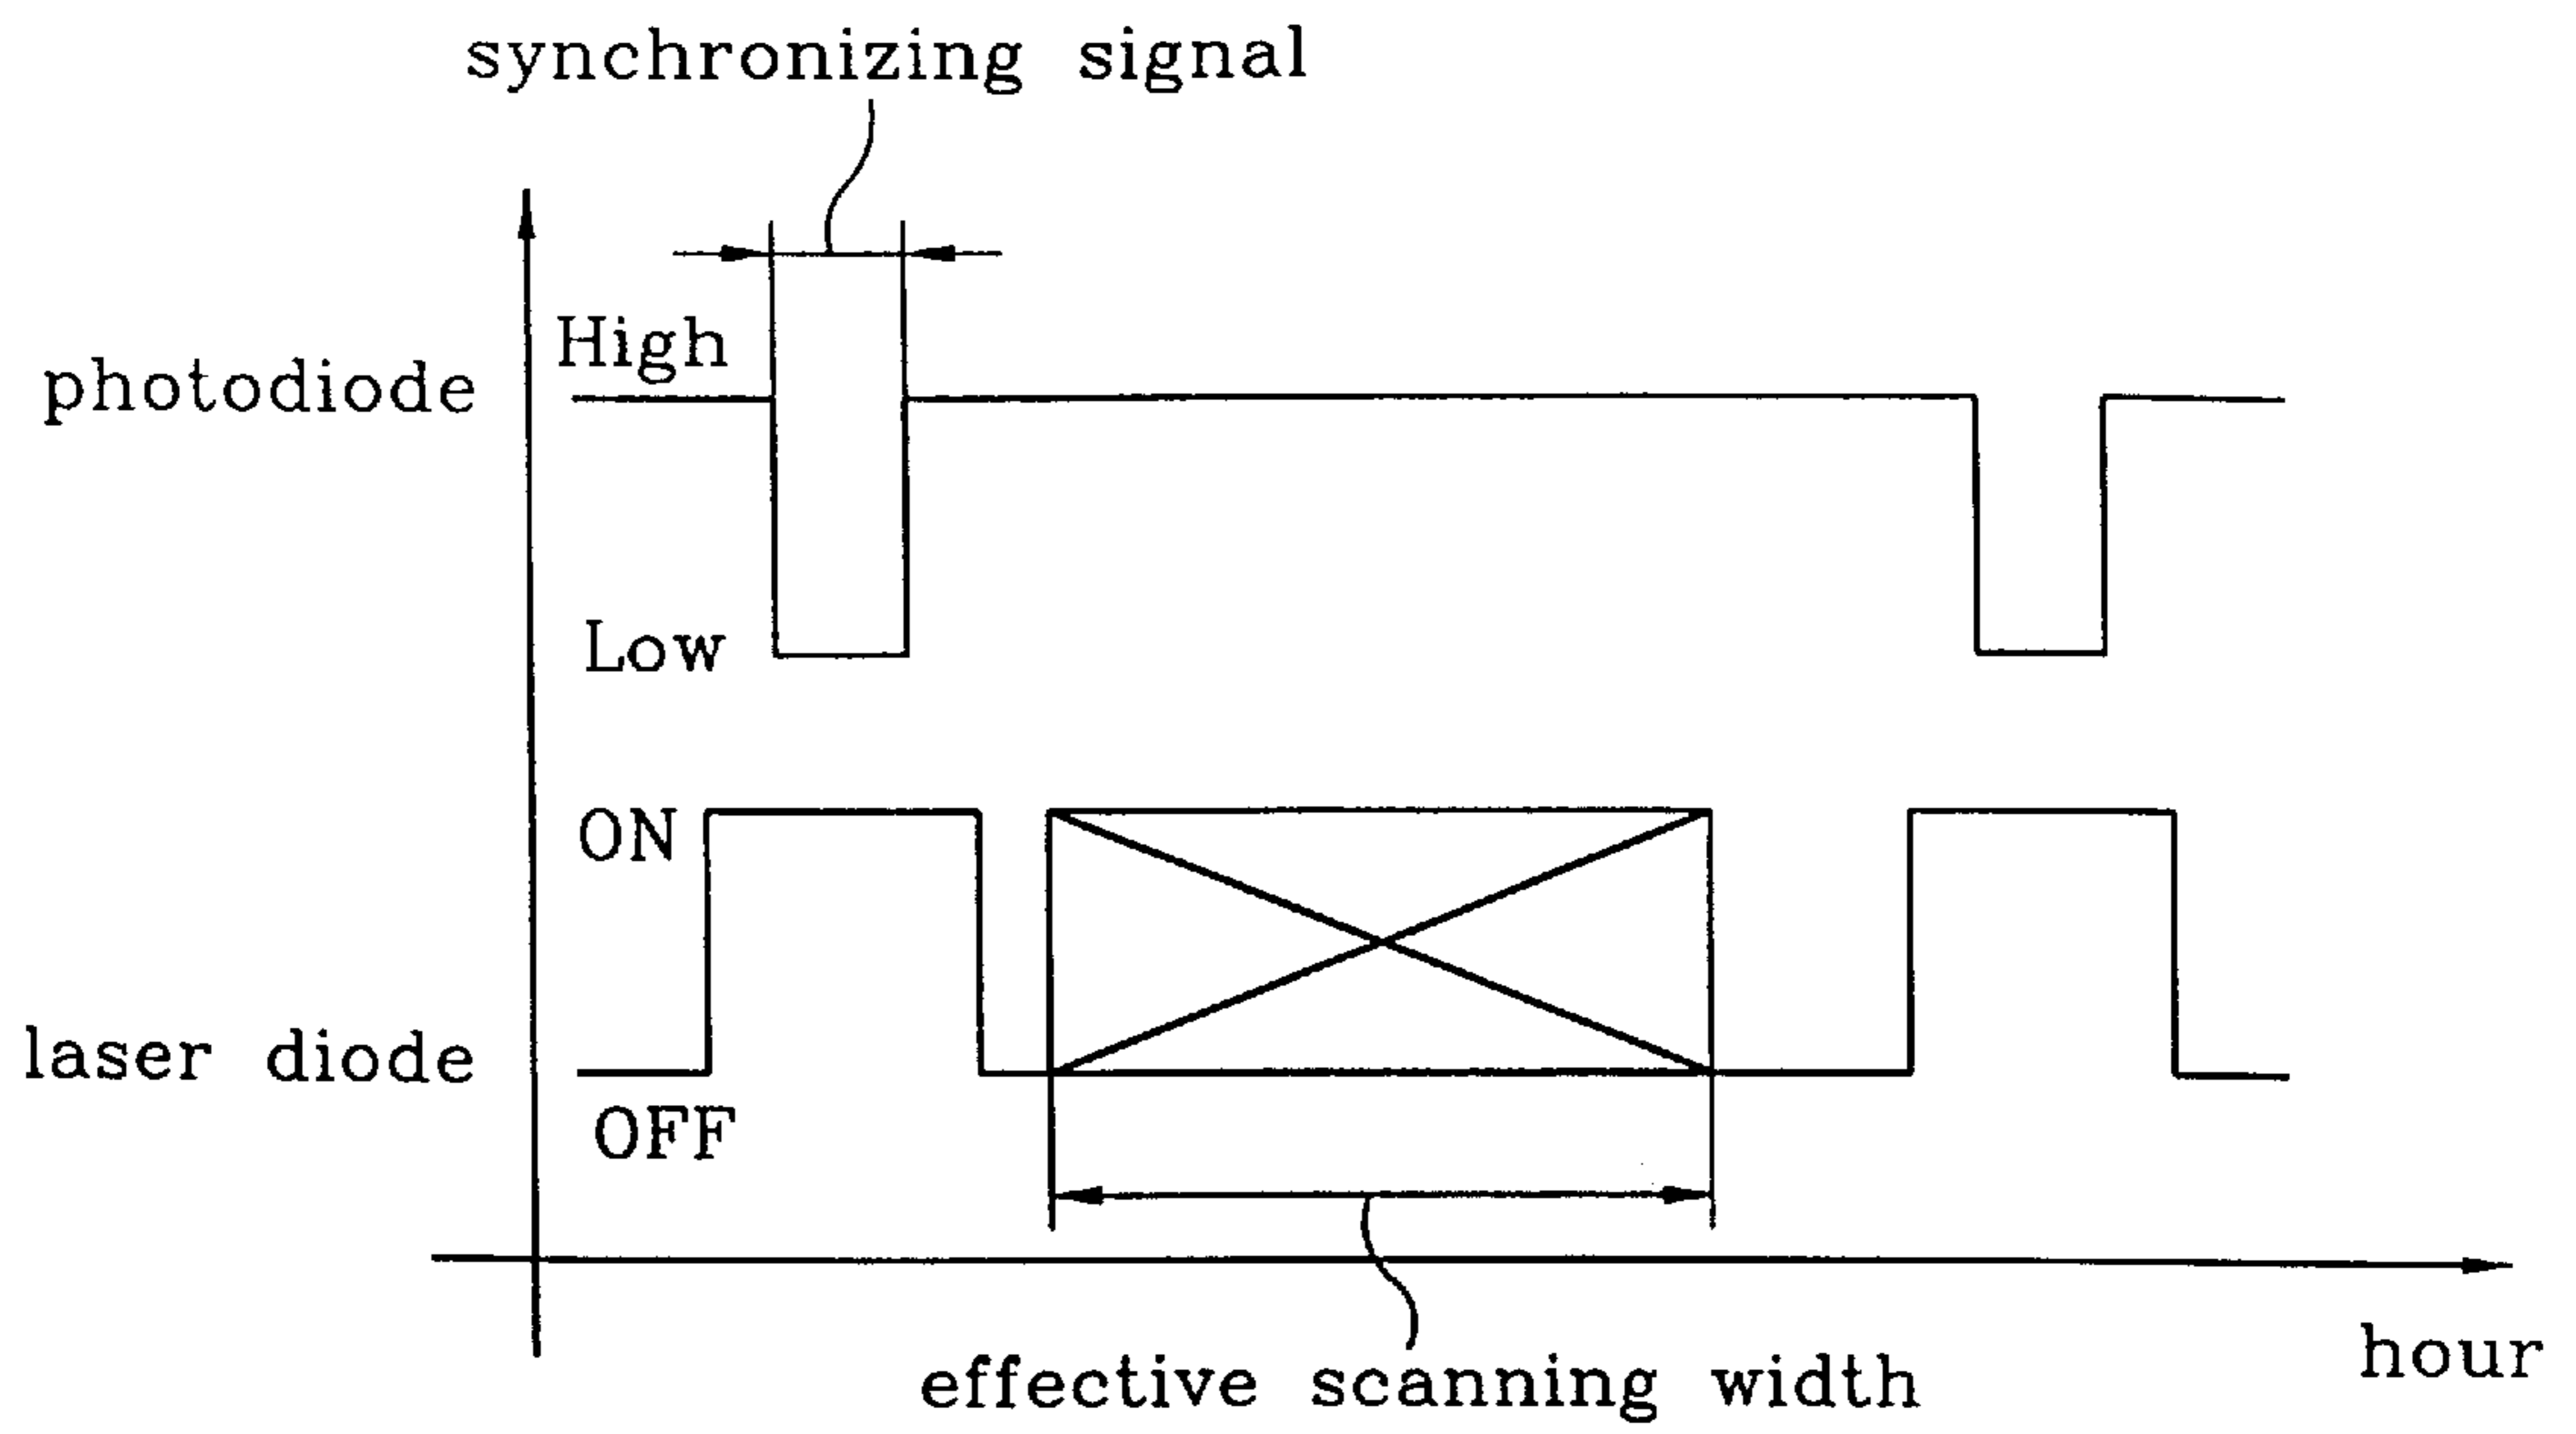 synchronizing signal
High
photodiode
Low
ON
laser diode
OFF
hour
effective scanning width